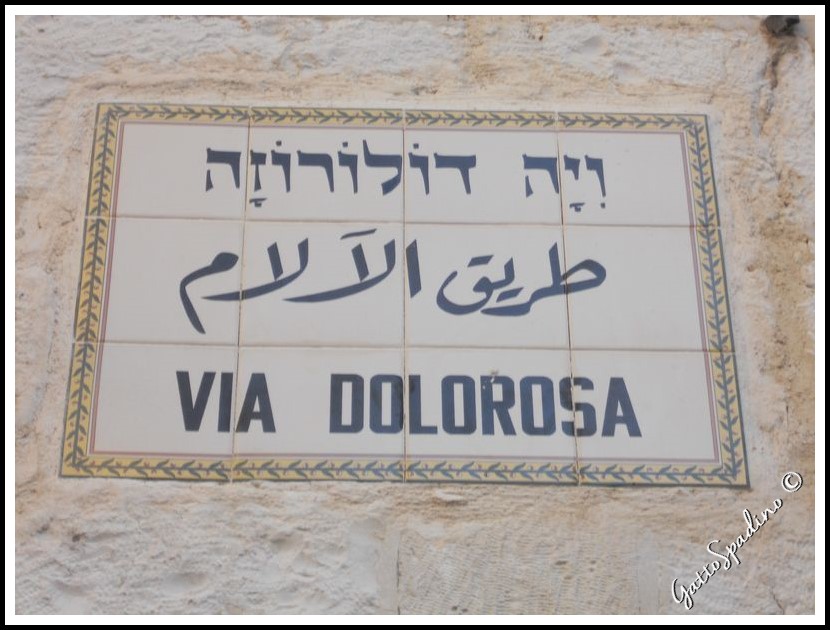 וִיָה דוֹלוֹרוֹזָה
طريق الآلام
VIA DOLOROSA
GattoSpadino ©